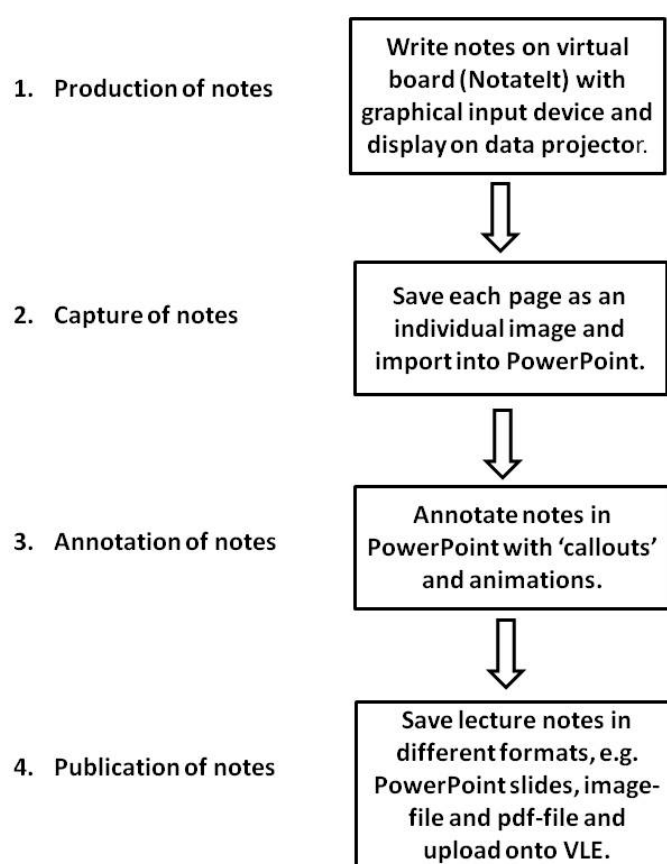 Write notes on virtual
board (NotateIt) with
1. Production of notes
graphical input device and
display on data projector.
Save each page as an
2. Capture of notes
individual image and
import into PowerPoint.
Annotate notes in
3. Annotation of notes
PowerPoint with ‘callouts’
and animations.
Save lecture notes in
different formats, e.g.
4. Publication of notes
PowerPoint slides, image-
file and pdf-file and
upload onto VLE.